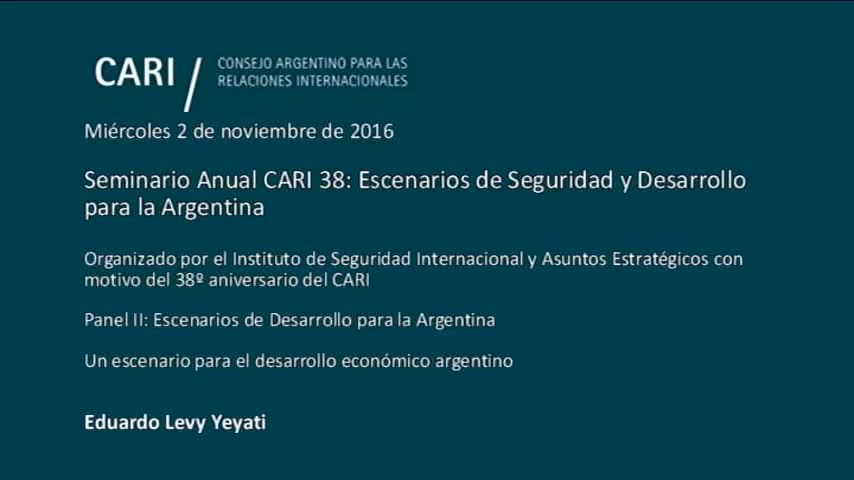 CARI
CONSEJO ARGENTINO PARA LAS
RELACIONES INTERNACIONALES
Miércoles 2 de noviembre de 2016
Seminario Anual CARI 38: Escenarios de Seguridad y Desarrollo
para la Argentina
Organizado por el Instituto de Seguridad Internacional y Asuntos Estratégicos con
motivo del 38º aniversario del CARI
Panel II: Escenarios de Desarrollo para la Argentina
Un escenario para el desarrollo económico argentino
Eduardo Levy Yeyati